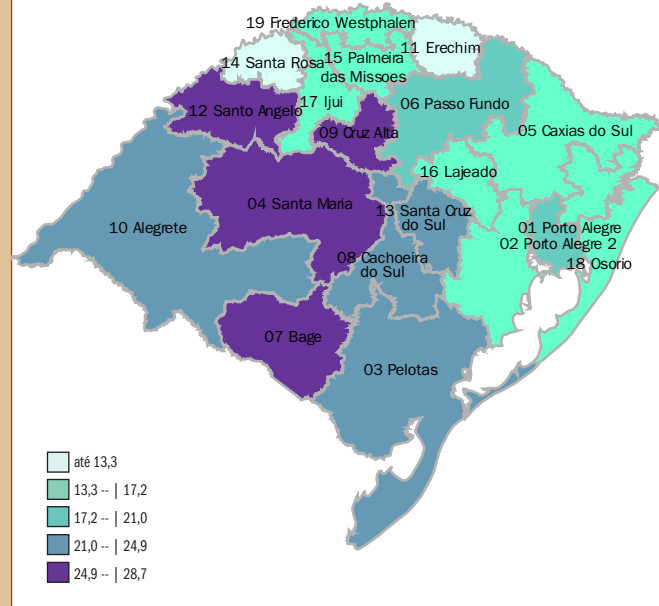 19 Frederico Westphalen
11 Erechim
15 Palmeira
das Missoes
14 Santa Rosa
17 Ijui
06 Passo Fundo
12 Santo Angelo
09 Cruz Alta
05 Caxias do Sul
16 Lajeado
04 Santa Maria
13 Santa Cruz
do Sul
10 Alegrete
01 Porto Alegre
02 Porto Alegre 2
08 Cachoeira
do Sul
18 Osorio
07 Bage
03 Pelotas
até 13,3
13,3 -- | 17,2
17,2 -- | 21,0
21,0 -- | 24,9
24,9 -- | 28,7